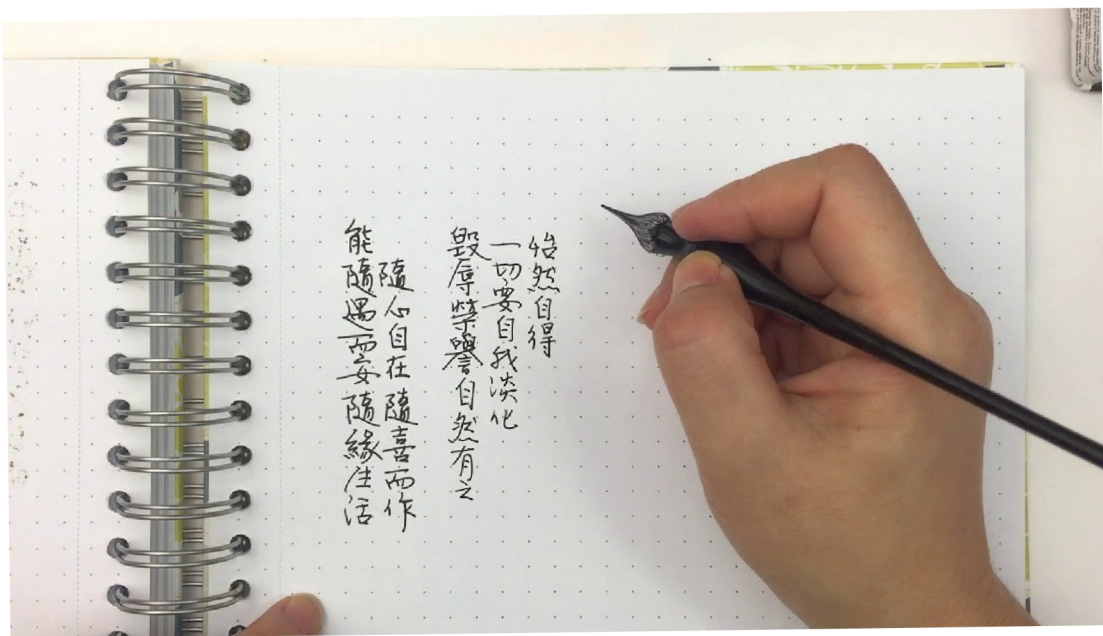 能隨遇而安隨緣生活
隨心自在隨喜而作
毀辱榮譽自然有之
一切要自我淡化
怡然自得